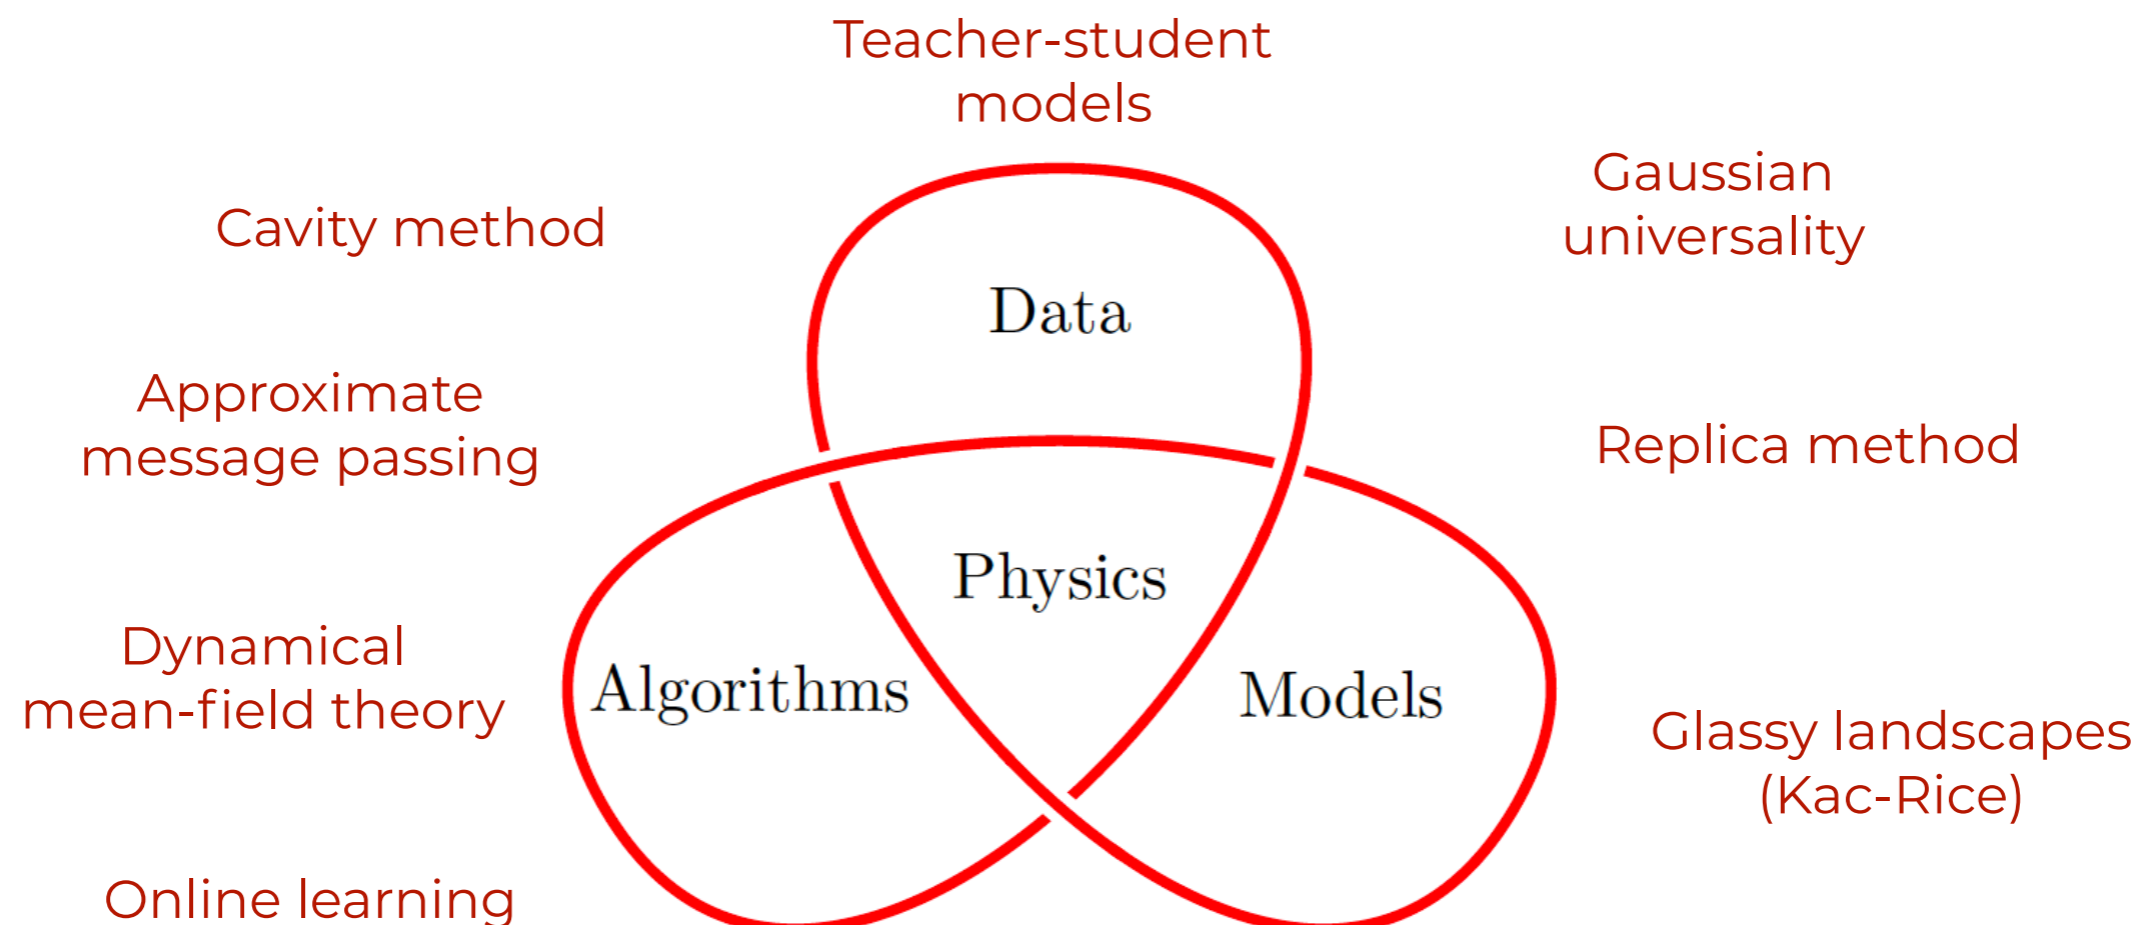 Teacher-student
models
Gaussian
universality
Cavity method
Data
Approximate
message passing
Replica method
Physics
Dynamical
mean-field theory
Algorithms
Models
Glassy landscapes
(Kac-Rice)
Online learning